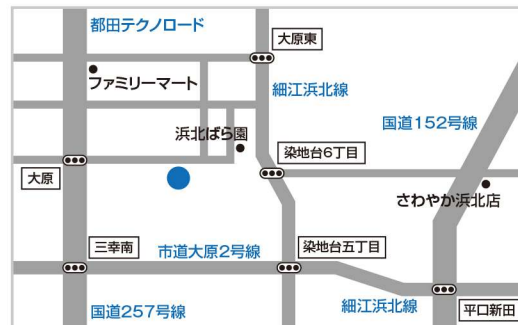 都田テクノロード
大原東
ファミリーマート
細江浜北線
国道152号線
浜北ばら園
染地台6丁目
大原
さわやか浜北店
三幸南
市道大原2号線
染地台五丁目
国道257号線
細江浜北線
平口新田